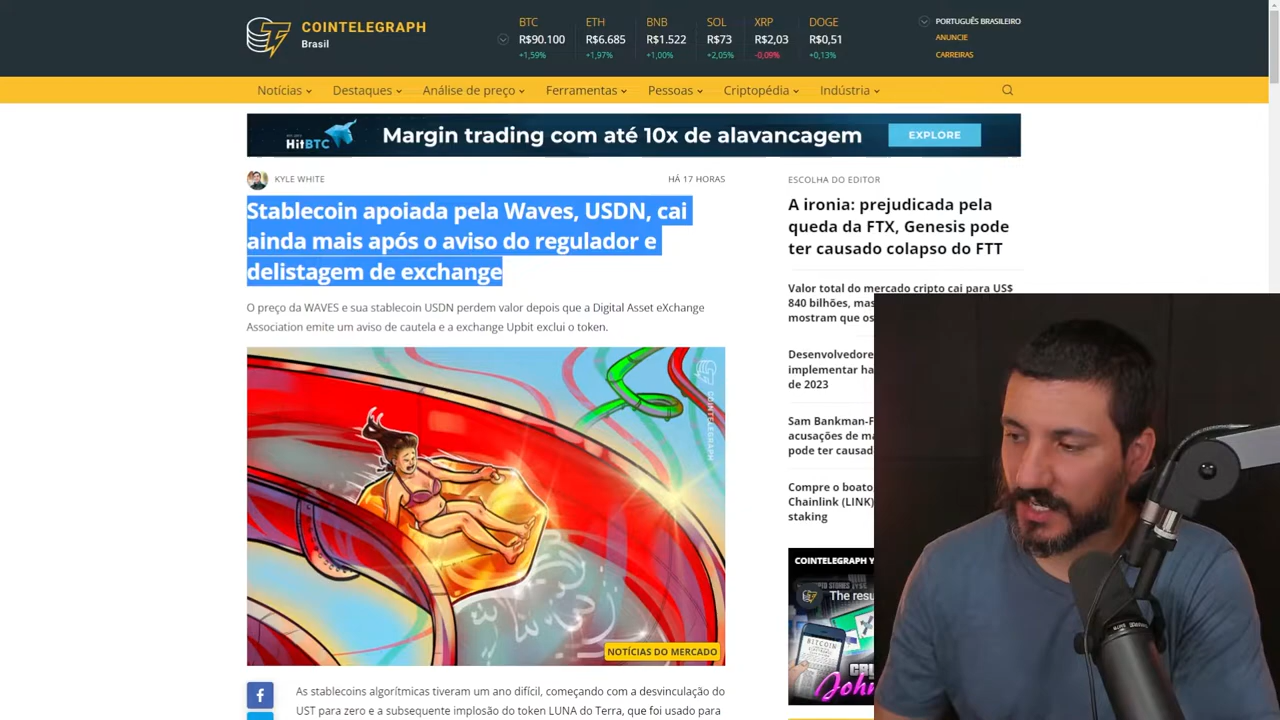 COINTELEGRAPH
Brasil
BTC
R$90.100
+1,59%
ETH
R$6.685
+1,97%
BNB
R$1.522
+1,00%
SOL
R$73
+2,05%
XRP
R$2,03
-0,09%
DOGE
R$0,51
+0,13%
PORTUGUÊS BRASILEIRO
ANUNCIE
CARREIRAS
Notícias
Destaques
Análise de preço
Ferramentas
Pessoas
Criptopédia
Indústria
HitBTC
Margin trading com até 10x de alavancagem
EXPLORE
KYLE WHITE
HÁ 17 HORAS
Stablecoin apoiada pela Waves, USDN, cai
ainda mais após o aviso do regulador e
delistagem de exchange
O preço da WAVES e sua stablecoin USDN perdem valor depois que a Digital Asset eXchange
Association emite um aviso de cautela e a exchange Upbit exclui o token.
COINTELEGRAPH
NOTÍCIAS DO MERCADO
As stablecoins algorítmicas tiveram um ano difícil, começando com a desvinculação do
UST para zero e a subsequente implosão do token LUNA do Terra, que foi usado para
ESCOLHA DO EDITOR
A ironia: prejudicada pela
queda da FTX, Genesis pode
ter causado colapso do FTT
Valor total do mercado cripto cai para US$
840 bilhões, mas
mostram que os
Desenvolvedore
implementar ha
de 2023
Sam Bankman-F
acusações de ma
pode ter causad
Compre o boato
Chainlink (LINK)
staking
COINTELEGRAPH Y
The resu
BITCOIN
John